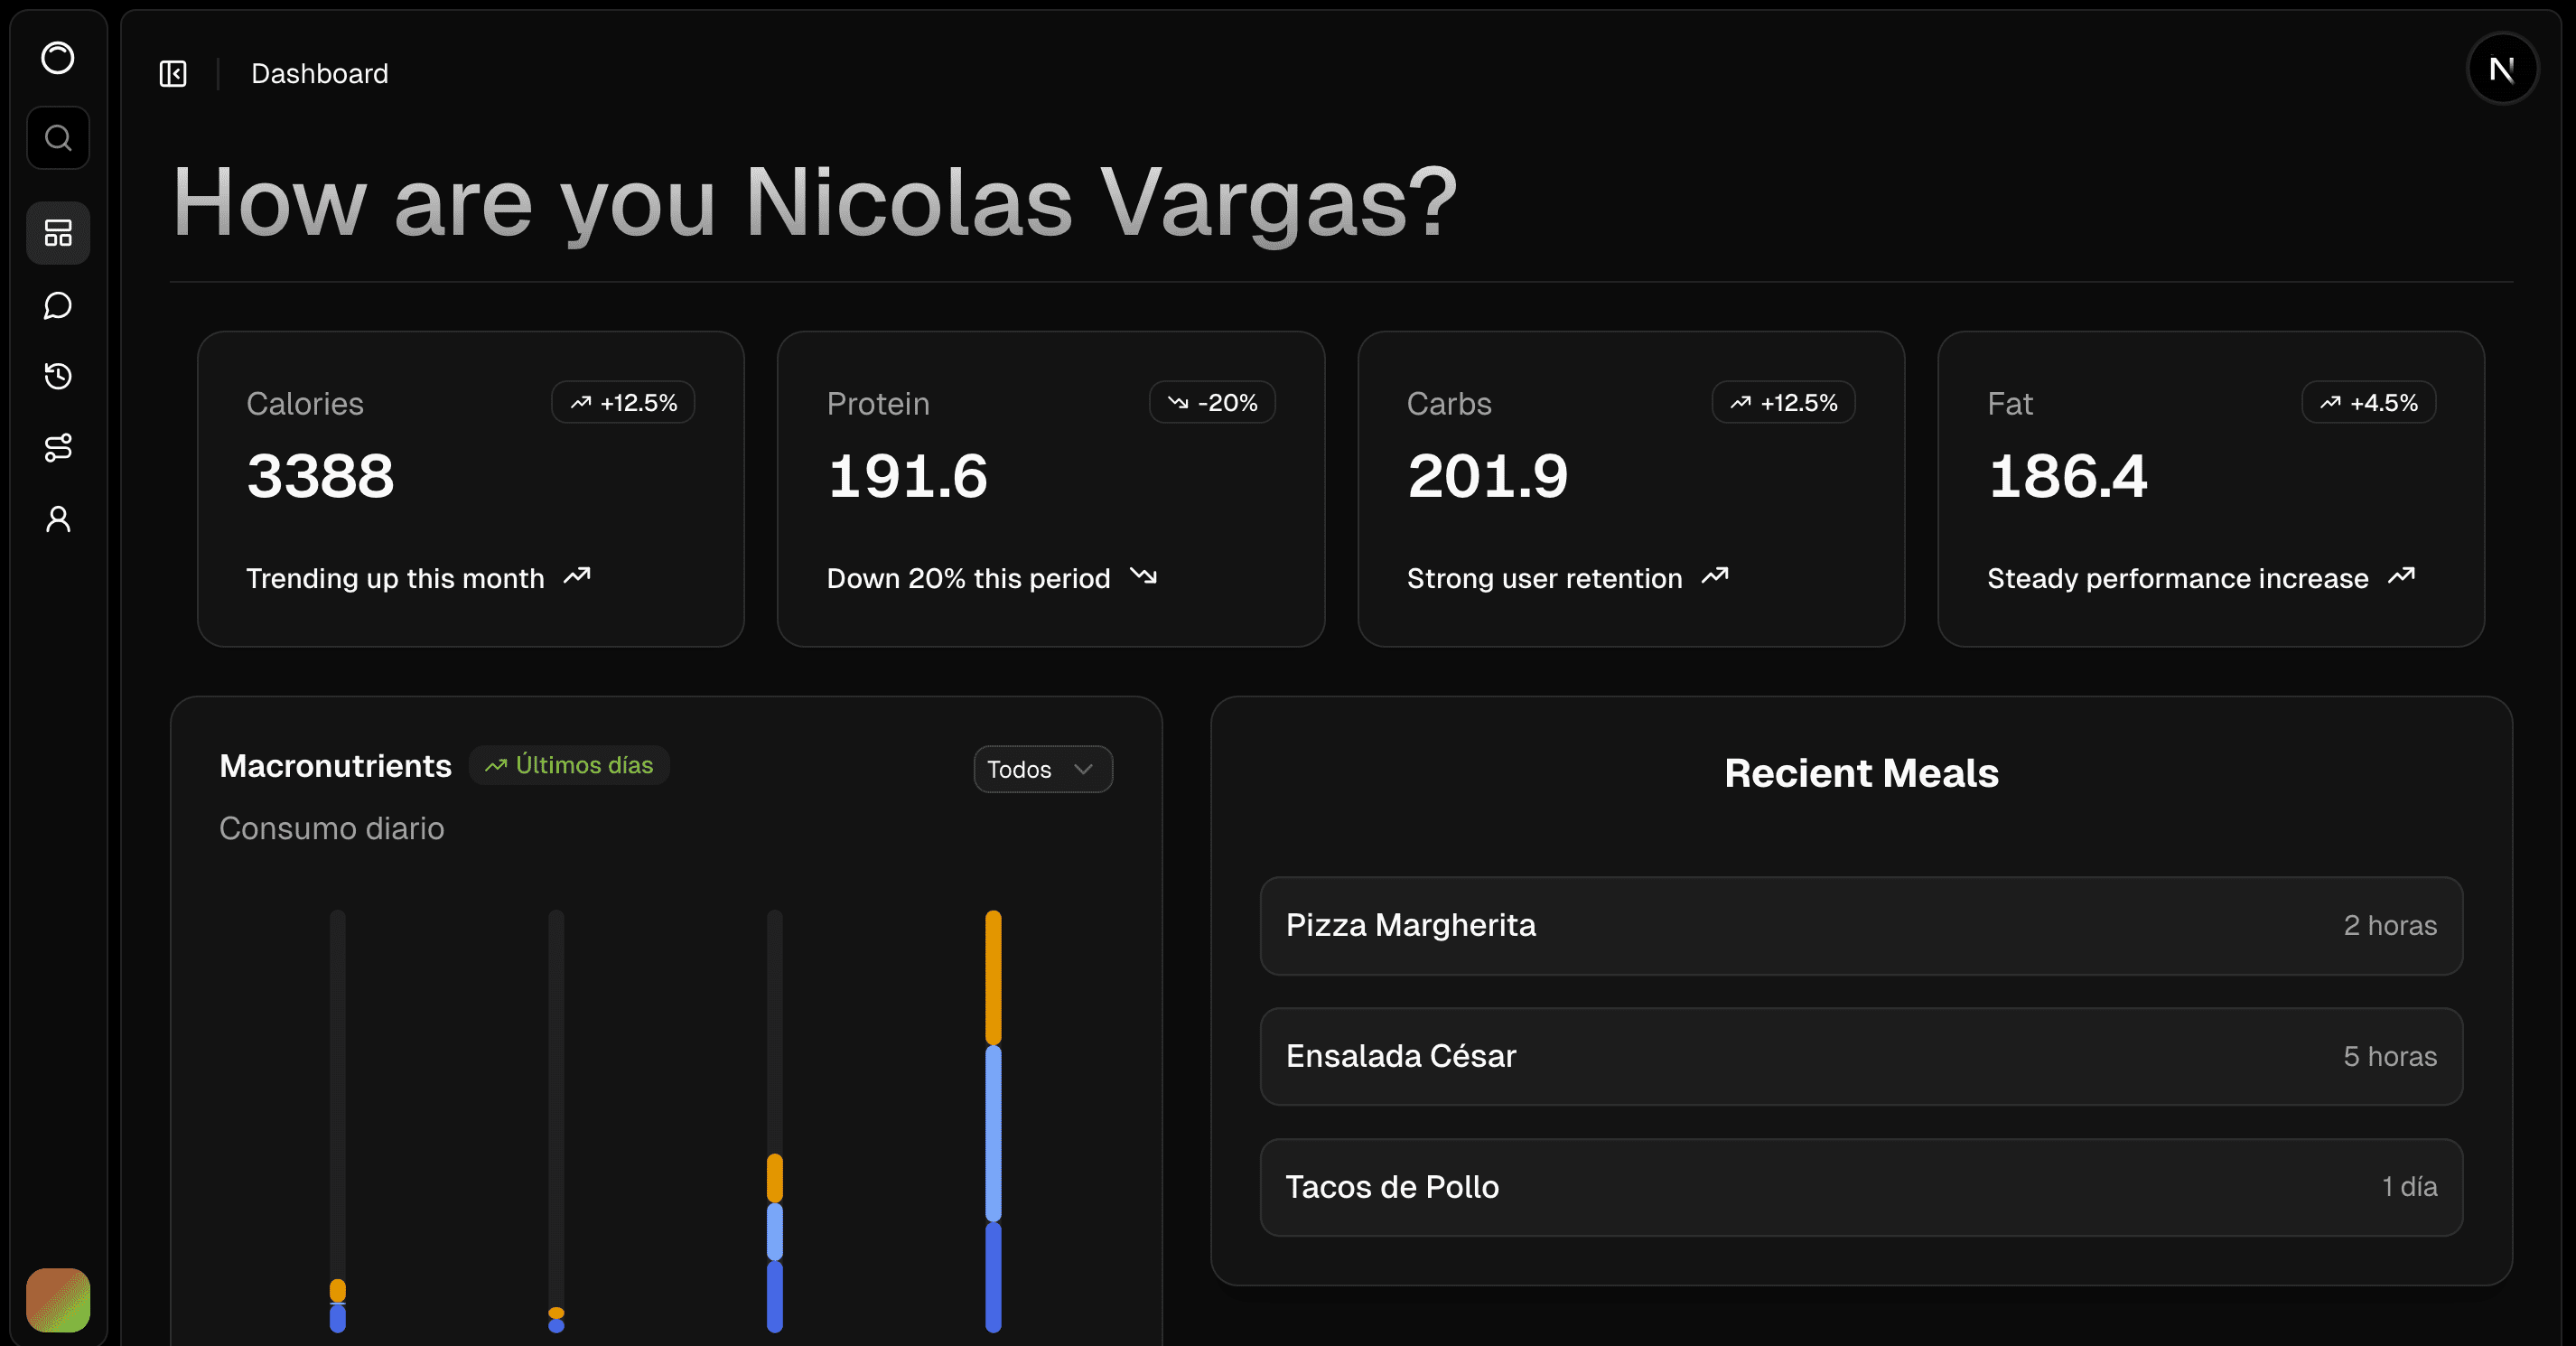 Dashboard
N
How are you Nicolas Vargas?
Calories
+12.5%
3388
Trending up this month
Protein
-20%
191.6
Down 20% this period
Carbs
+12.5%
201.9
Strong user retention
Fat
+4.5%
186.4
Steady performance increase
Macronutrients
Últimos días
Todos
Consumo diario
Recient Meals
Pizza Margherita
2 horas
Ensalada César
5 horas
Tacos de Pollo
1 día